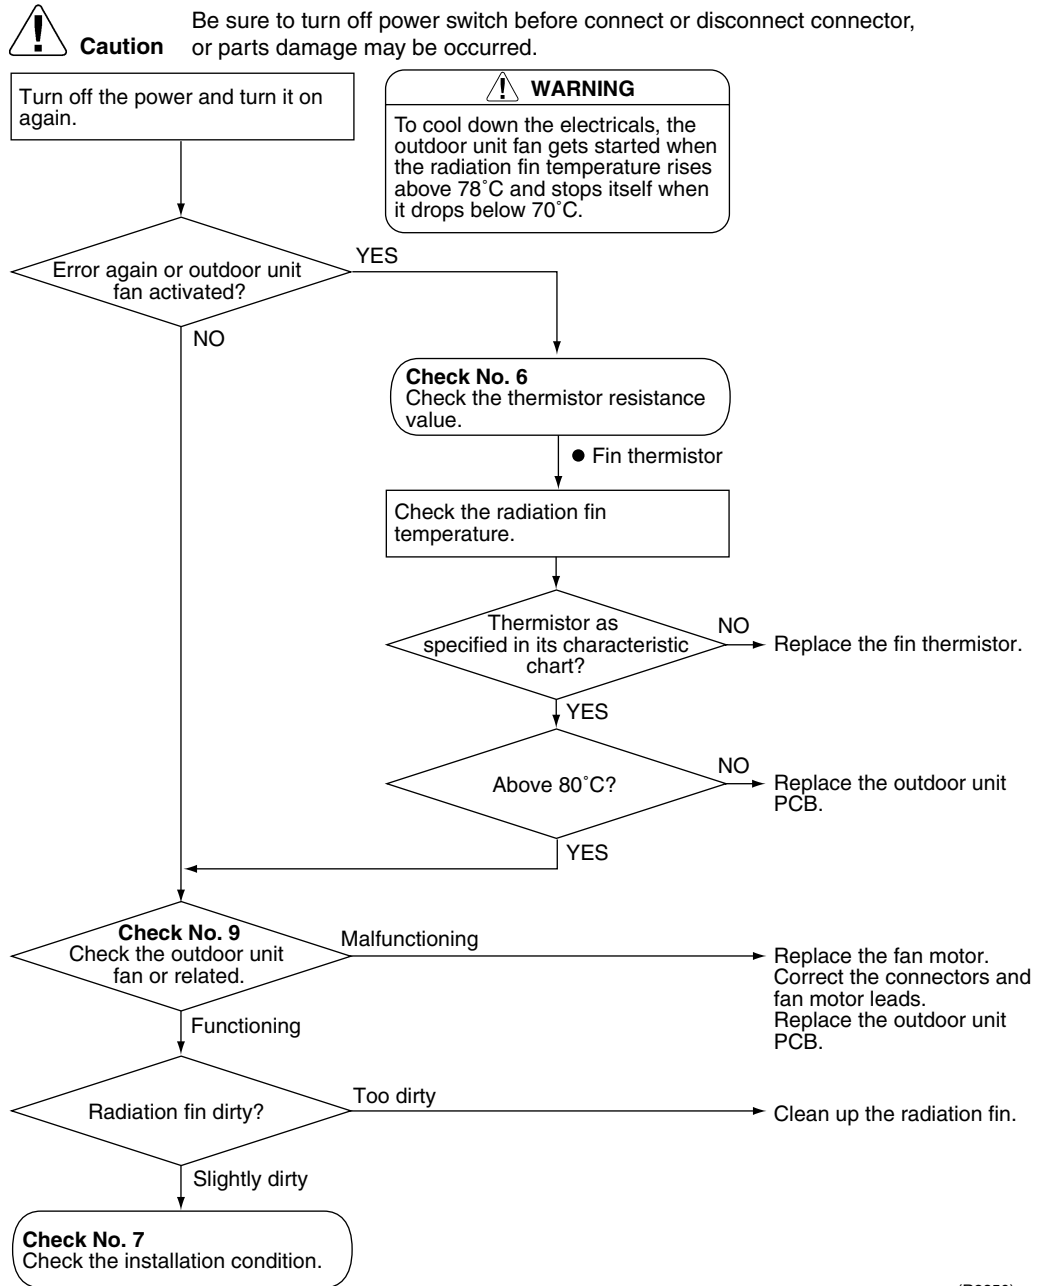 Be sure to turn off power switch before connect or disconnect connector,
Caution or parts damage may be occurred.
Turn off the power and turn it on
again.
WARNING
To cool down the electricals, the
outdoor unit fan gets started when
the radiation fin temperature rises
above 78˚C and stops itself when
it drops below 70˚C.
Error again or outdoor unit
fan activated?
YES
NO
Check No. 6
Check the thermistor resistance
value.
● Fin thermistor
Check the radiation fin
temperature.
Thermistor as
specified in its characteristic
chart?
NO
Replace the fin thermistor.
YES
Above 80˚C?
NO
Replace the outdoor unit
PCB.
YES
Check No. 9
Check the outdoor unit
fan or related.
Malfunctioning
Replace the fan motor.
Correct the connectors and
fan motor leads.
Replace the outdoor unit
PCB.
Functioning
Radiation fin dirty?
Too dirty
Clean up the radiation fin.
Slightly dirty
Check No. 7
Check the installation condition.